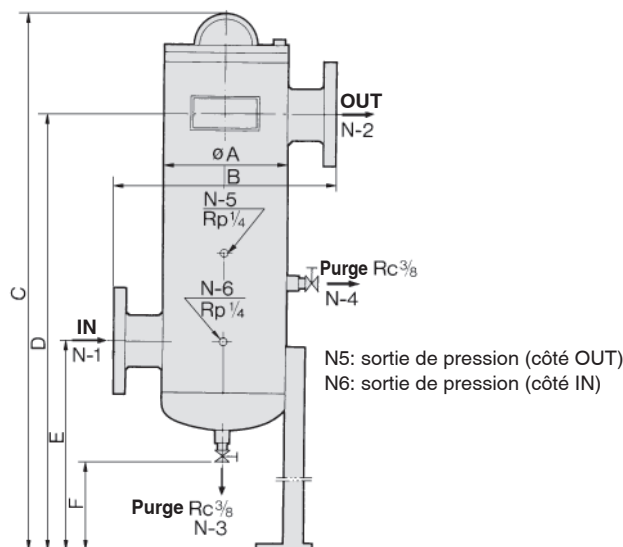 OUT
N-2
øA
B
N-5
Rp¼
C
Purge Rc⅜
N-4
N-6
Rp¼
D
IN
N-1
N5: sortie de pression (côté OUT)
N6: sortie de pression (côté IN)
E
F
Purge Rc⅜
N-3